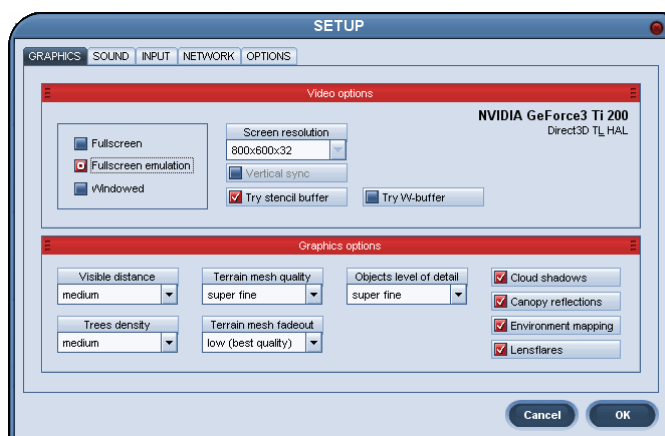 SETUP
GRAPHICS SOUND INPUT NETWORK OPTIONS
Video options
NVIDIA GeForce3 Ti 200
Direct3D TL HAL
Fullscreen
Fullscreen emulation
Windowed
Screen resolution
800x600x32
Vertical sync
Try stencil buffer
Try W-buffer
Graphics options
Visible distance
medium
Terrain mesh quality
super fine
Objects level of detail
super fine
Trees density
medium
Terrain mesh fadeout
low (best quality)
Cloud shadows
Canopy reflections
Environment mapping
Lensflares
Cancel OK